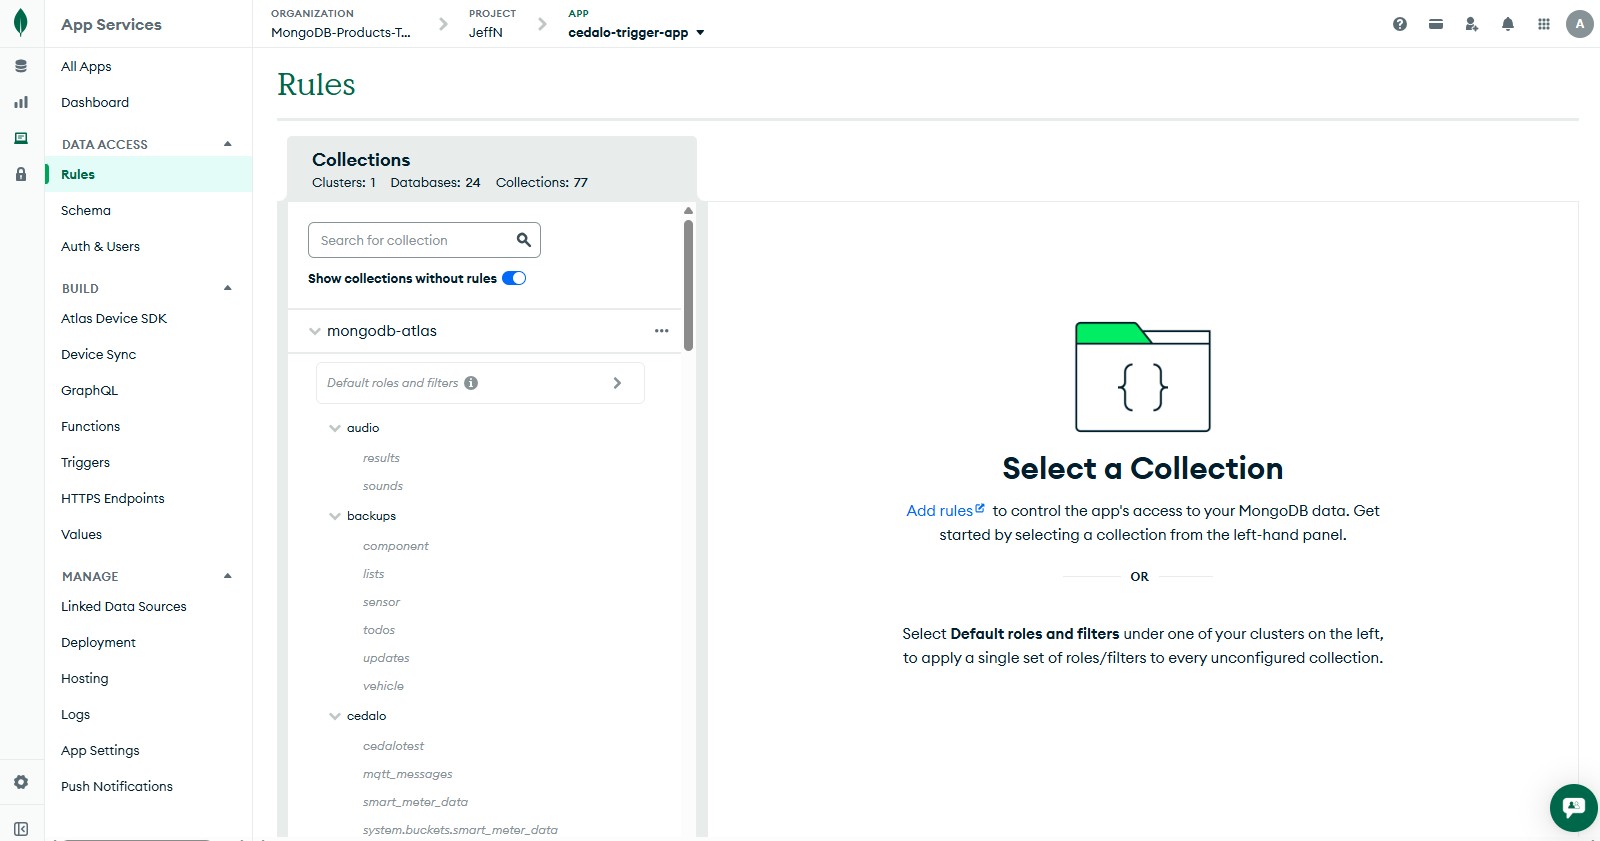 App Services
ORGANIZATION
MongoDB-Products-T...
PROJECT
JeffN
APP
cedalo-trigger-app
A
All Apps
Dashboard
DATA ACCESS
Rules
Schema
Auth & Users
BUILD
Atlas Device SDK
Device Sync
GraphQL
Functions
Triggers
HTTPS Endpoints
Values
MANAGE
Linked Data Sources
Deployment
Hosting
Logs
App Settings
Push Notifications
Rules
Collections
Clusters: 1 Databases: 24 Collections: 77
Search for collection
Show collections without rules
mongodb-atlas
Default roles and filters
audio
results
sounds
backups
component
lists
sensor
todos
updates
vehicle
cedalo
cedalotest
mqtt_messages
smart_meter_data
system.buckets.smart_meter_data
{ }
Select a Collection
Add rules to control the app's access to your MongoDB data. Get
started by selecting a collection from the left-hand panel.
OR
Select Default roles and filters under one of your clusters on the left,
to apply a single set of roles/filters to every unconfigured collection.